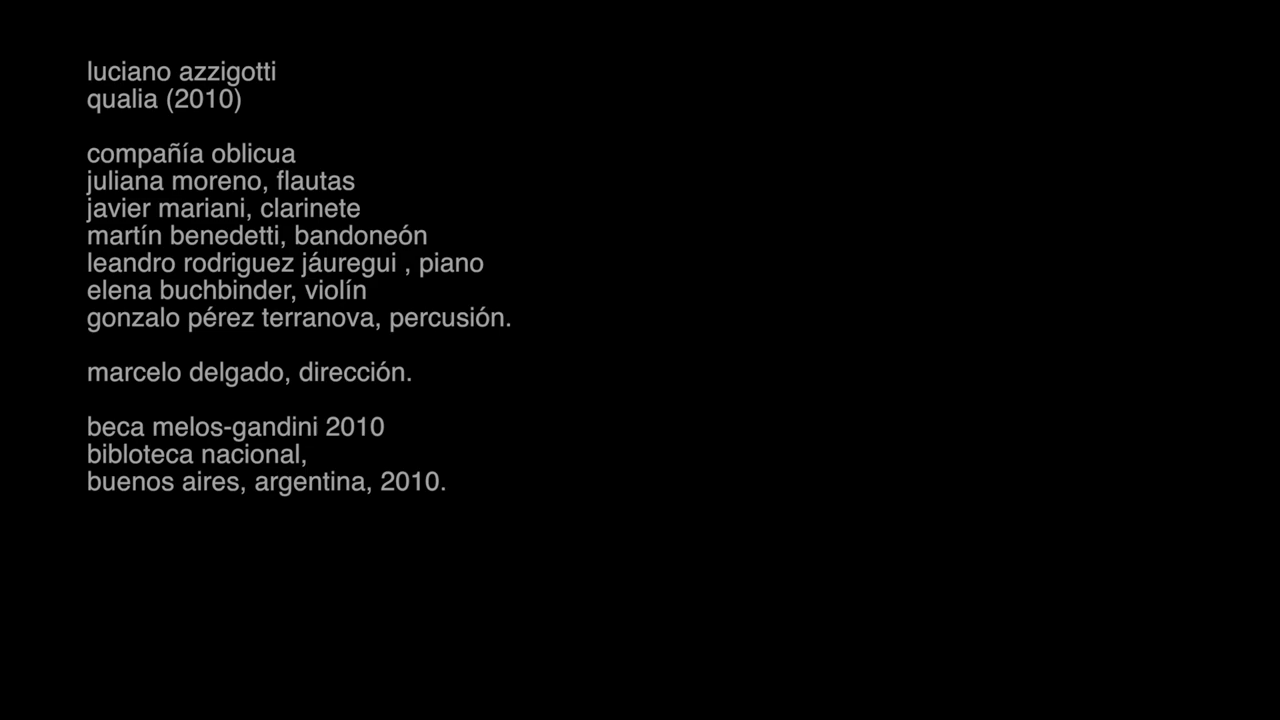 luciano azzigotti
qualia (2010)
compañía oblicua
juliana moreno, flautas
javier mariani, clarinete
martín benedetti, bandoneón
leandro rodriguez jáuregui , piano
elena buchbinder, violín
gonzalo pérez terranova, percusión.
marcelo delgado, dirección.
beca melos-gandini 2010
bibloteca nacional,
buenos aires, argentina, 2010.